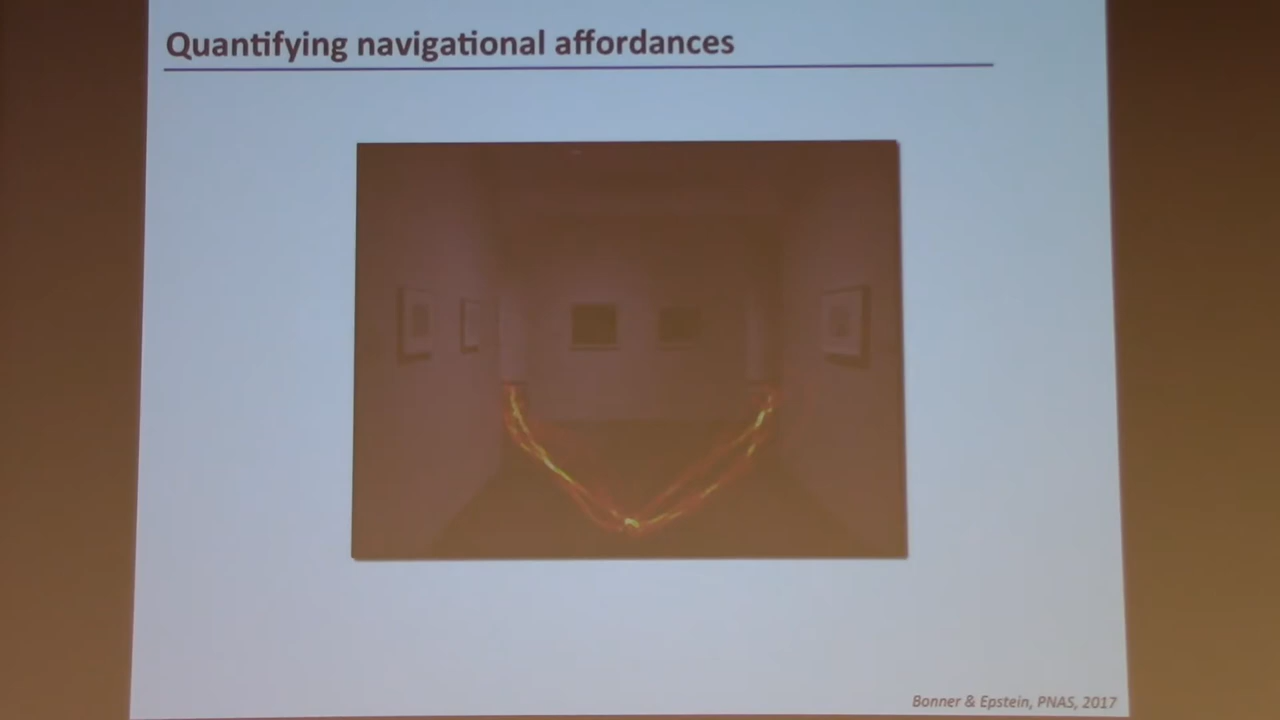 Quantifying navigational affordances
Bonner & Epstein, PNAS, 2017